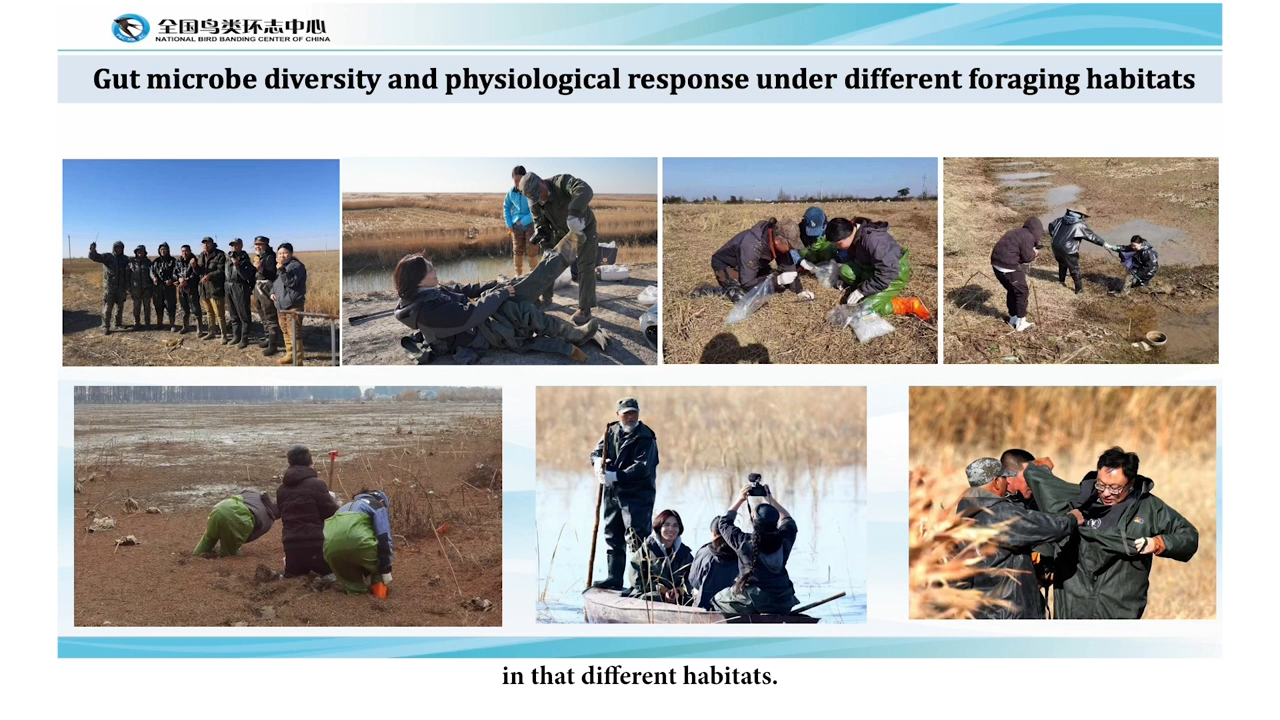 全国鸟类环志中心
NATIONAL BIRD BANDING CENTER OF CHINA
Gut microbe diversity and physiological response under different foraging habitats
in that different habitats.